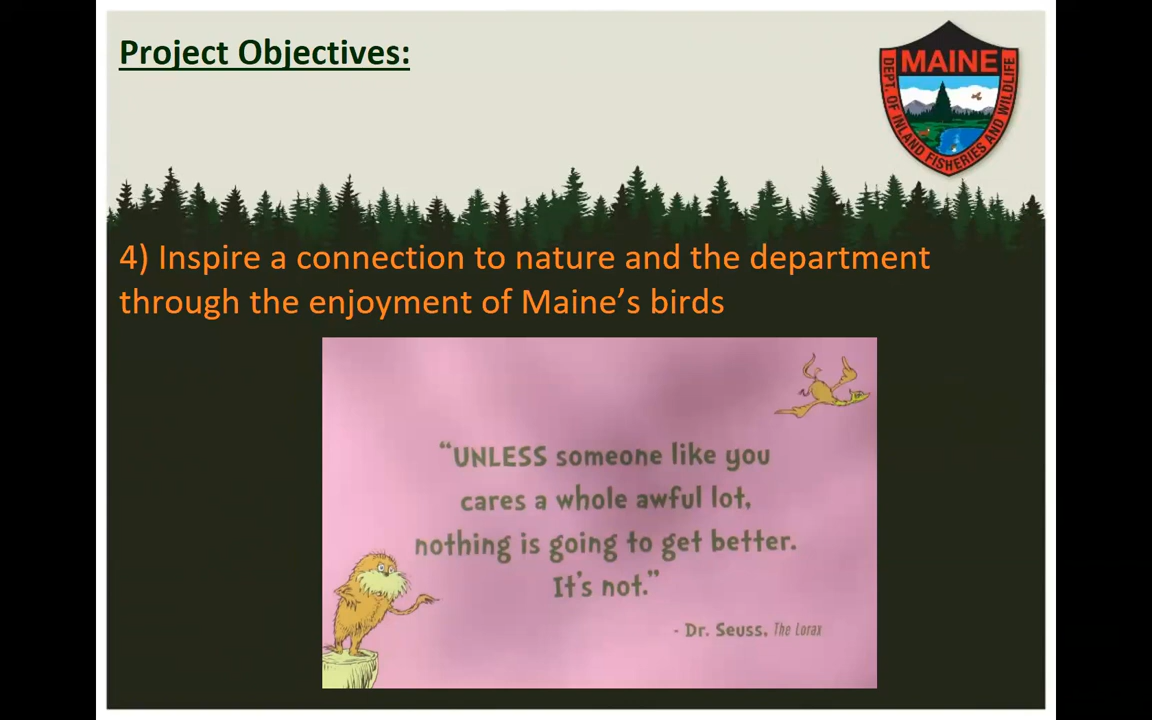 Project Objectives:
MAINE
DEPT. OF INLAND FISHERIES AND WILDLIFE
4) Inspire a connection to nature and the department
through the enjoyment of Maine’s birds
“UNLESS someone like you
cares a whole awful lot,
nothing is going to get better.
It's not.”
- Dr. Seuss, The Lorax